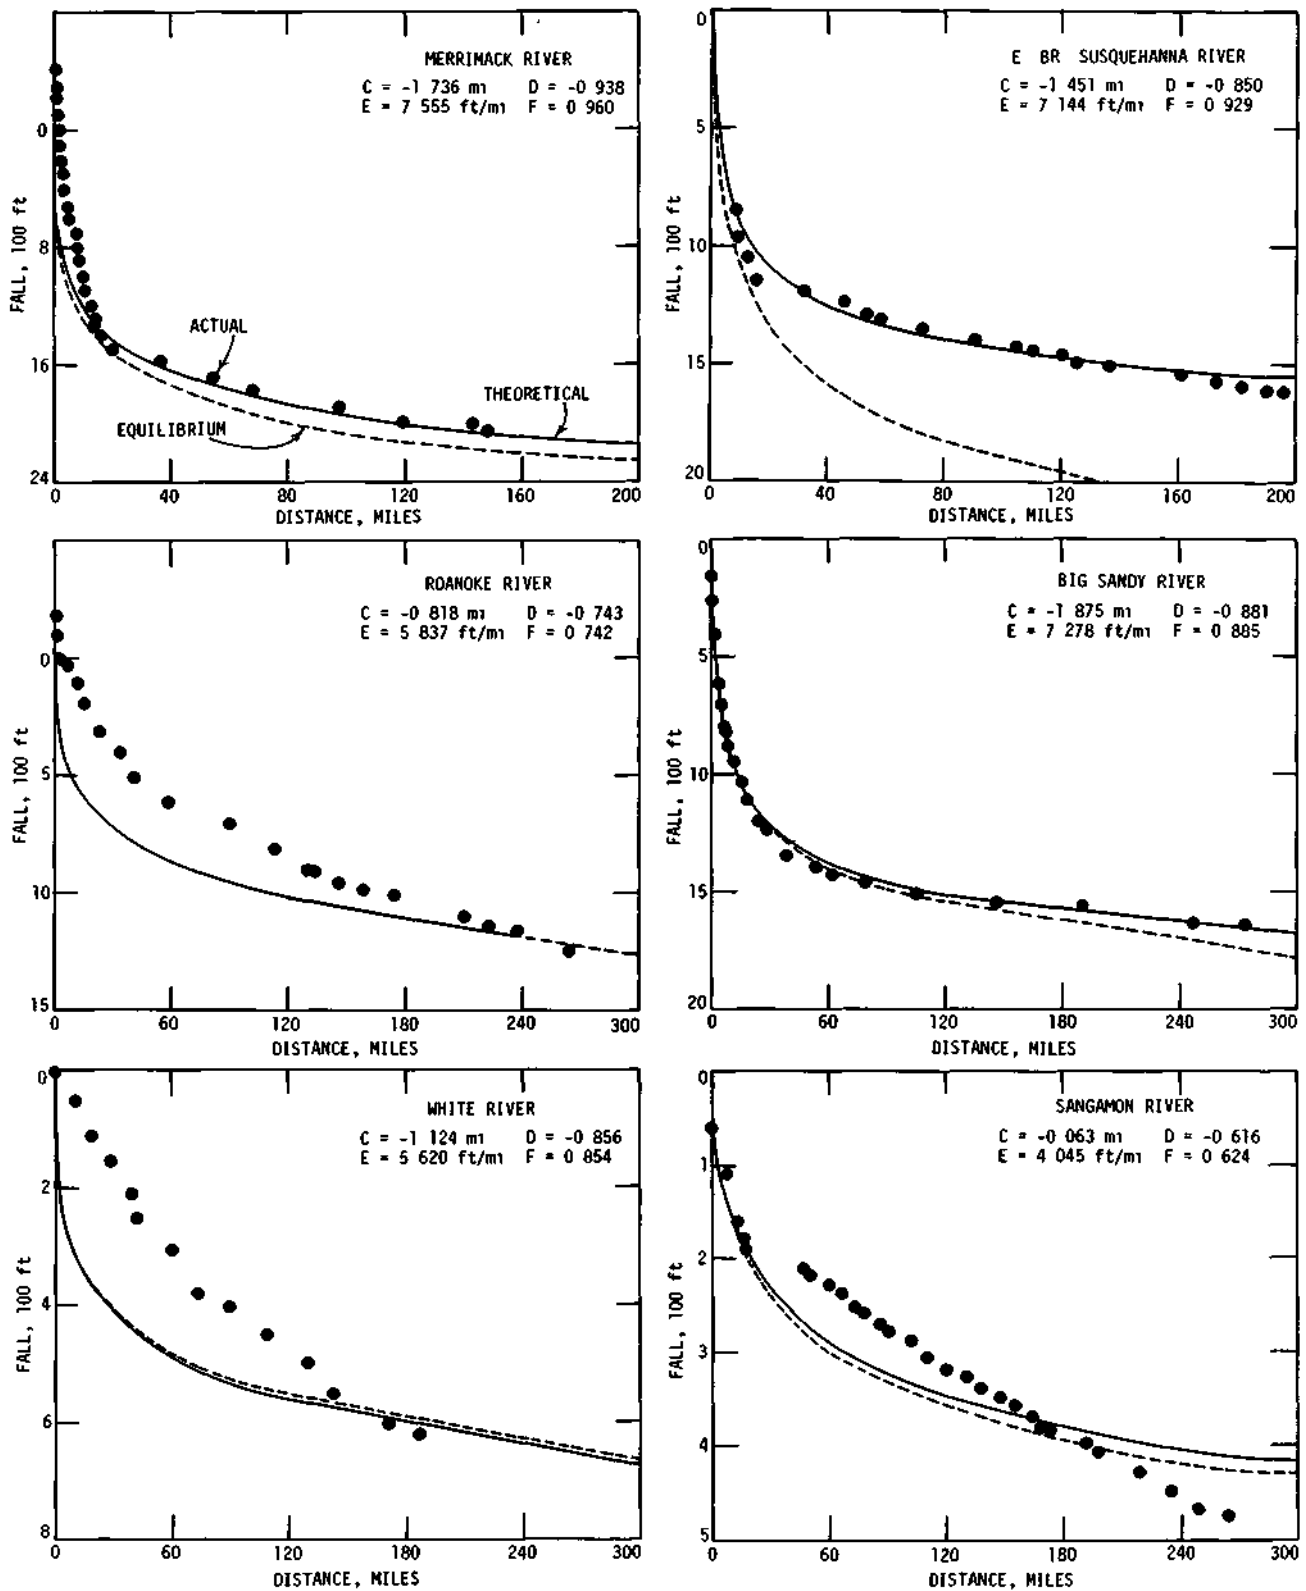 MERRIMACK RIVER
C = -1 736 mi D = -0 938
E = 7 555 ft/mi F = 0 960
FALL, 100 ft
0
8
16
24
ACTUAL
THEORETICAL
EQUILIBRIUM
0 40 80 120 160 200
DISTANCE, MILES
E BR SUSQUEHANNA RIVER
C = -1 451 mi D = -0 850
E = 7 144 ft/mi F = 0 929
FALL, 100 ft
0
5
10
15
20
0 40 80 120 160 200
DISTANCE, MILES
ROANOKE RIVER
C = -0 818 mi D = -0 743
E = 5 837 ft/mi F = 0 742
FALL, 100 ft
0
5
10
15
0 60 120 180 240 300
DISTANCE, MILES
BIG SANDY RIVER
C = -1 875 mi D = -0 881
E = 7 278 ft/mi F = 0 885
FALL, 100 ft
0
5
10
15
20
0 60 120 180 240 300
DISTANCE, MILES
WHITE RIVER
C = -1 124 mi D = -0 856
E = 5 620 ft/mi F = 0 854
FALL, 100 ft
0
2
4
6
8
0 60 120 180 240 300
DISTANCE, MILES
SANGAMON RIVER
C = -0 063 mi D = -0 616
E = 4 045 ft/mi F = 0 624
FALL, 100 ft
0
1
2
3
4
5
0 60 120 180 240 300
DISTANCE, MILES